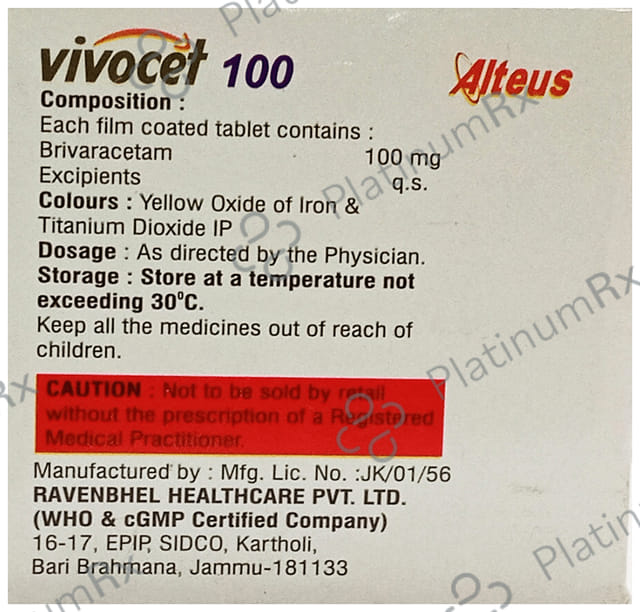 vivocet 100
Alteus
Composition :
Each film coated tablet contains :
Brivaracetam 100 mg
Excipients q.s.
Colours : Yellow Oxide of Iron &
Titanium Dioxide IP
Dosage : As directed by the Physician.
Storage : Store at a temperature not
exceeding 30⁰C.
Keep all the medicines out of reach of
children.
CAUTION : Not to be sold by retail
without the prescription of a Registered
Medical Practitioner.
Manufactured by : Mfg. Lic. No. :JK/01/56
RAVENBHEL HEALTHCARE PVT. LTD.
(WHO & cGMP Certified Company)
16-17, EPIP, SIDCO, Kartholi,
Bari Brahmana, Jammu-181133
PlatinumRx
PlatinumRx
PlatinumRx